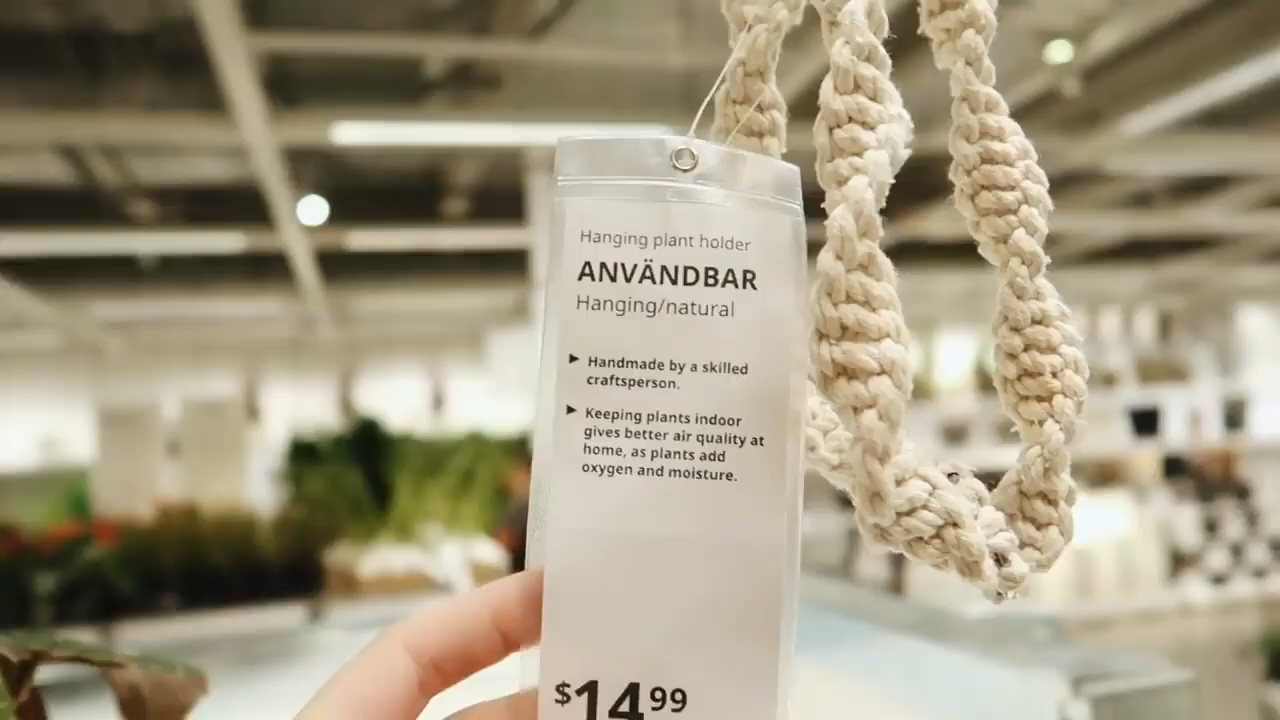 Hanging plant holder
ANVÄNDBAR
Hanging/natural
▶ Handmade by a skilled
craftsperson.
▶ Keeping plants indoor
gives better air quality at
home, as plants add
oxygen and moisture.
$14.99